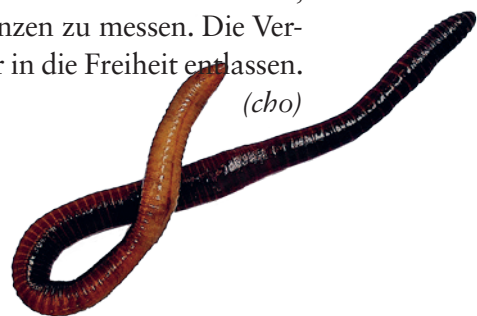 nzen zu messen. Die Ver-
r in die Freiheit entlassen.
(cho)